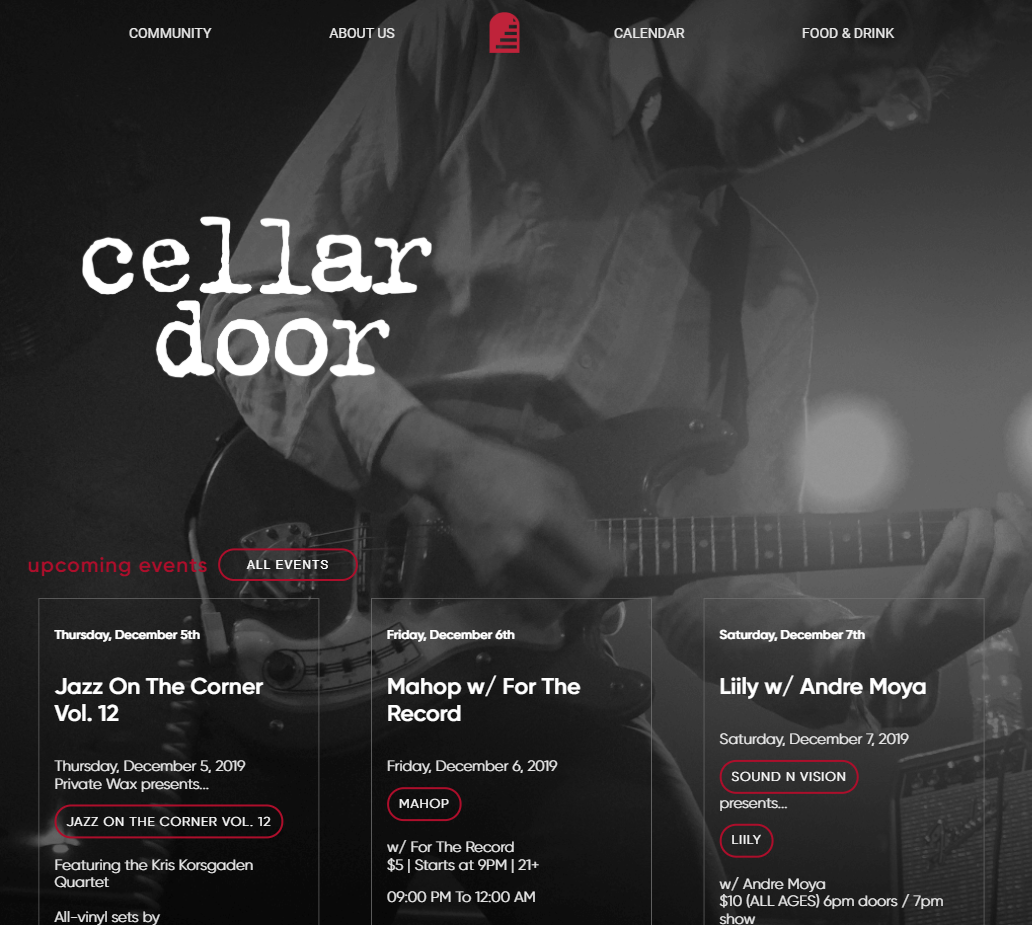 COMMUNITY ABOUT US CALENDAR FOOD & DRINK
cellar
door
upcoming events ALL EVENTS
Thursday, December 5th
Jazz On The Corner
Vol. 12
Thursday, December 5, 2019
Private Wax presents...
JAZZ ON THE CORNER VOL. 12
Featuring the Kris Korsgaden
Quartet
All-vinyl sets by
Friday, December 6th
Mahop w/ For The
Record
Friday, December 6, 2019
MAHOP
w/ For The Record
$5 | Starts at 9PM | 21+
09:00 PM To 12:00 AM
Saturday, December 7th
Liily w/ Andre Moya
Saturday, December 7, 2019
SOUND N VISION
presents...
LIILY
w/ Andre Moya
$10 (ALL AGES) 6pm doors / 7pm
show